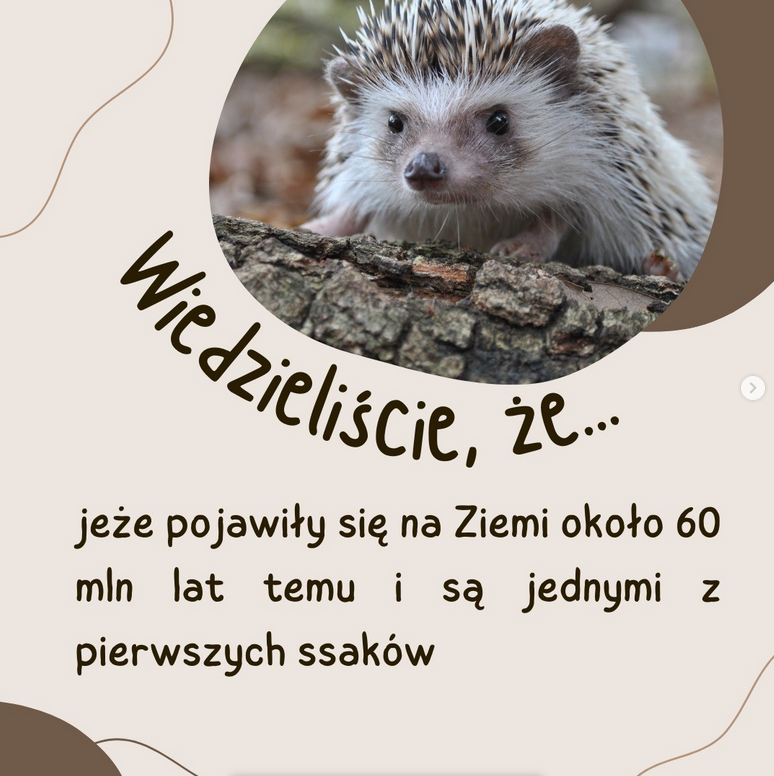 Wiedzieliście, że...
jeże pojawiły się na Ziemi około 60
mln lat temu i są jednymi z
pierwszych ssaków